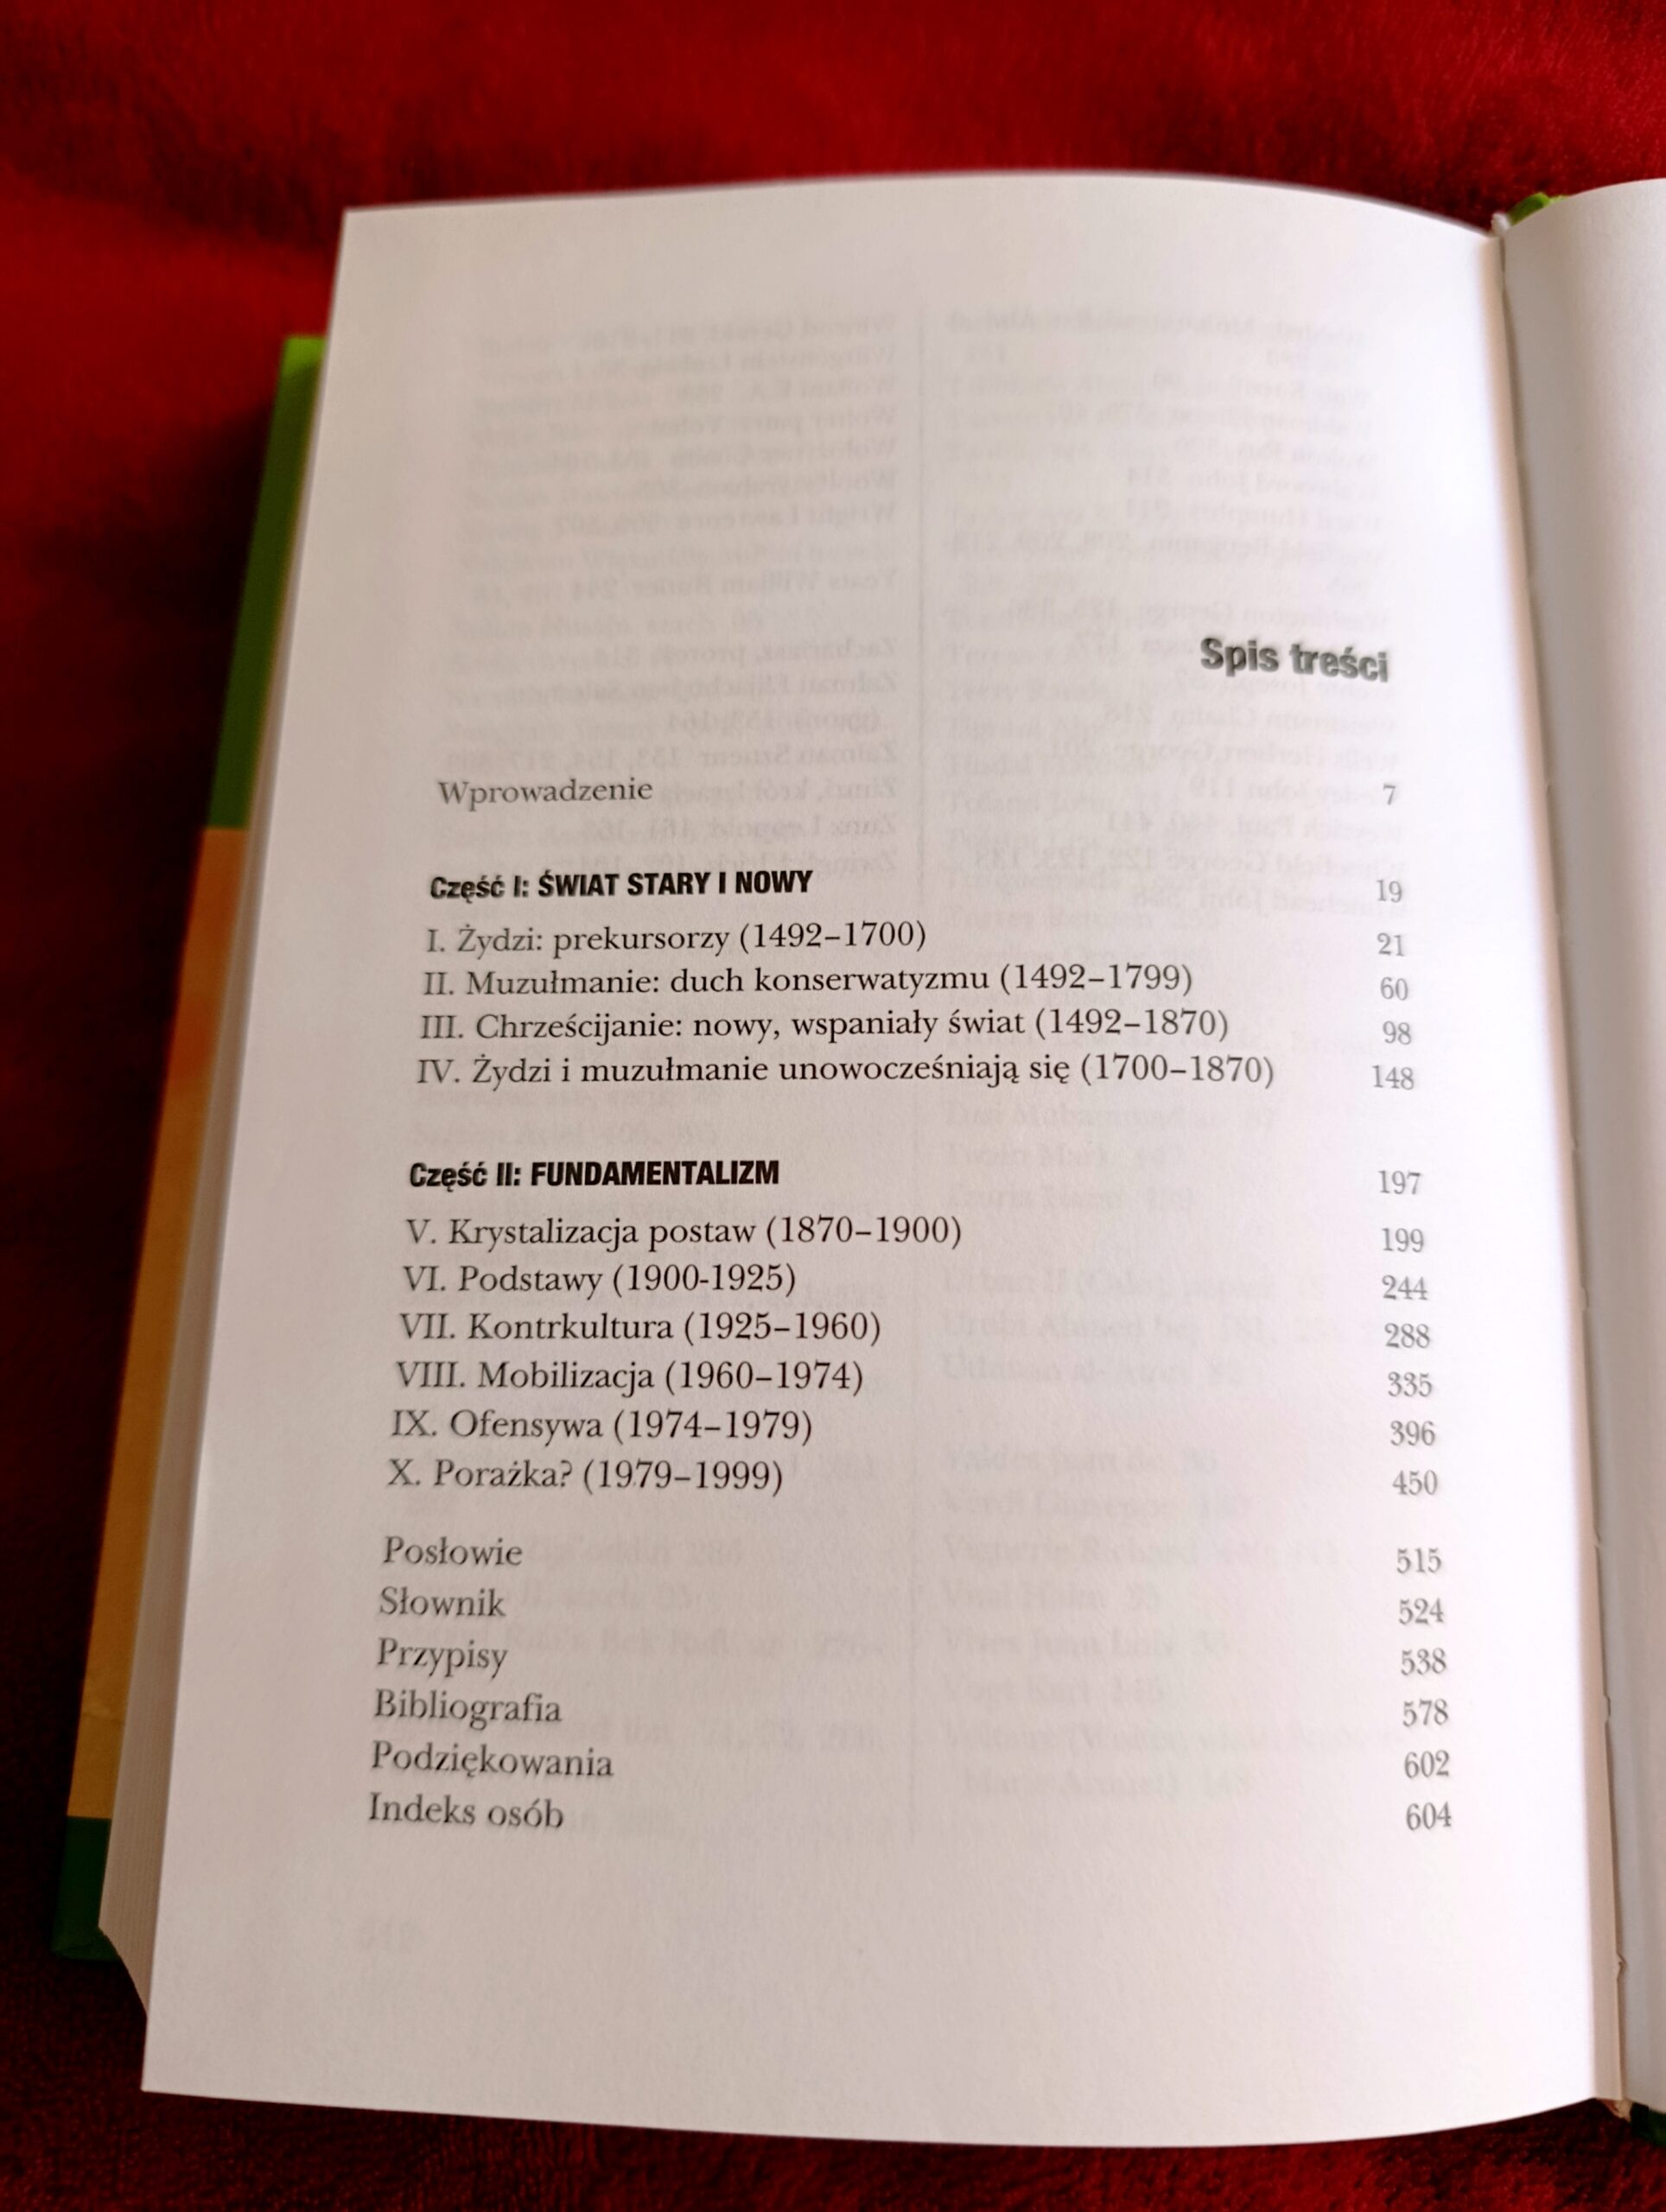 Spis treści
Wprowadzenie 7
Część I: ŚWIAT STARY I NOWY 19
I. Żydzi: prekursorzy (1492–1700) 21
II. Muzułmanie: duch konserwatyzmu (1492–1799) 60
III. Chrześcijanie: nowy, wspaniały świat (1492–1870) 98
IV. Żydzi i muzułmanie unowocześniają się (1700–1870) 148
Część II: FUNDAMENTALIZM 197
V. Krystalizacja postaw (1870–1900) 199
VI. Podstawy (1900-1925) 244
VII. Kontrkultura (1925–1960) 288
VIII. Mobilizacja (1960–1974) 335
IX. Ofensywa (1974–1979) 396
X. Porażka? (1979–1999) 450
Posłowie 515
Słownik 524
Przypisy 538
Bibliografia 578
Podziękowania 602
Indeks osób 604